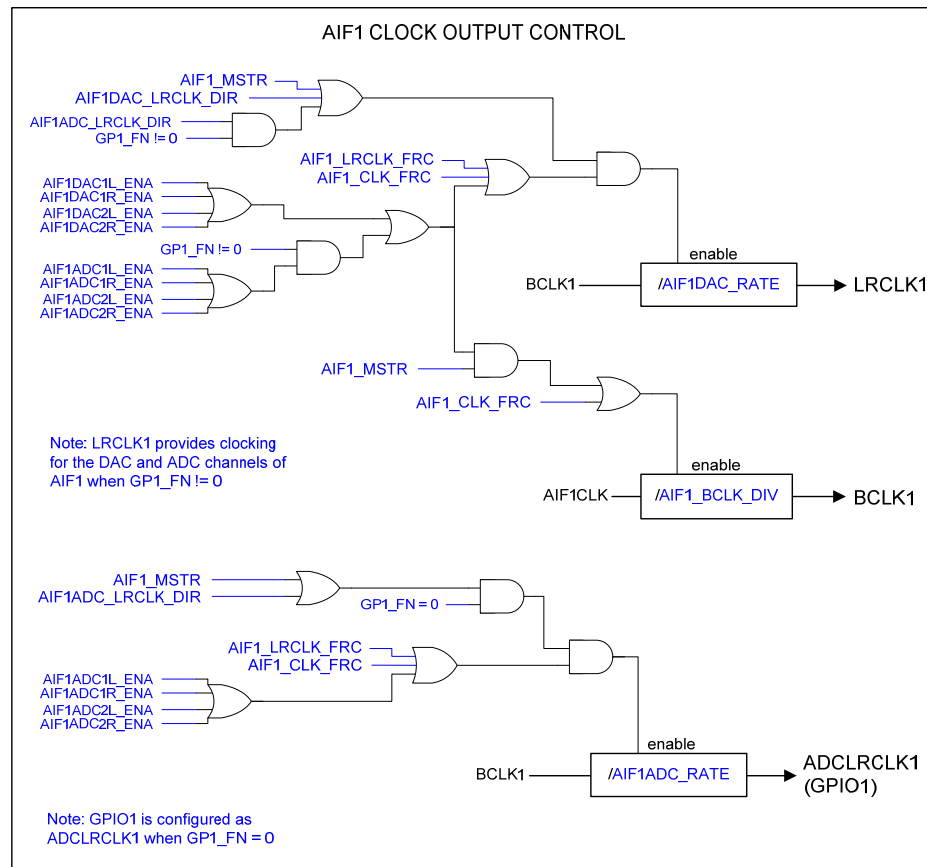 AIF1 CLOCK OUTPUT CONTROL
AIF1_MSTR
AIF1DAC_LRCLK_DIR
AIF1ADC_LRCLK_DIR
GP1_FN != 0
AIF1_LRCLK_FRC
AIF1_CLK_FRC
AIF1DAC1L_ENA
AIF1DAC1R_ENA
AIF1DAC2L_ENA
AIF1DAC2R_ENA
GP1_FN != 0
AIF1ADC1L_ENA
AIF1ADC1R_ENA
AIF1ADC2L_ENA
AIF1ADC2R_ENA
enable
BCLK1
/AIF1DAC_RATE
LRCLK1
AIF1_MSTR
AIF1_CLK_FRC
Note: LRCLK1 provides clocking
for the DAC and ADC channels of
AIF1 when GP1_FN != 0
enable
AIF1CLK
/AIF1_BCLK_DIV
BCLK1
AIF1_MSTR
AIF1ADC_LRCLK_DIR
GP1_FN = 0
AIF1_LRCLK_FRC
AIF1_CLK_FRC
AIF1ADC1L_ENA
AIF1ADC1R_ENA
AIF1ADC2L_ENA
AIF1ADC2R_ENA
enable
BCLK1
/AIF1ADC_RATE
ADCLRCLK1
(GPIO1)
Note: GPIO1 is configured as
ADCLRCLK1 when GP1_FN = 0